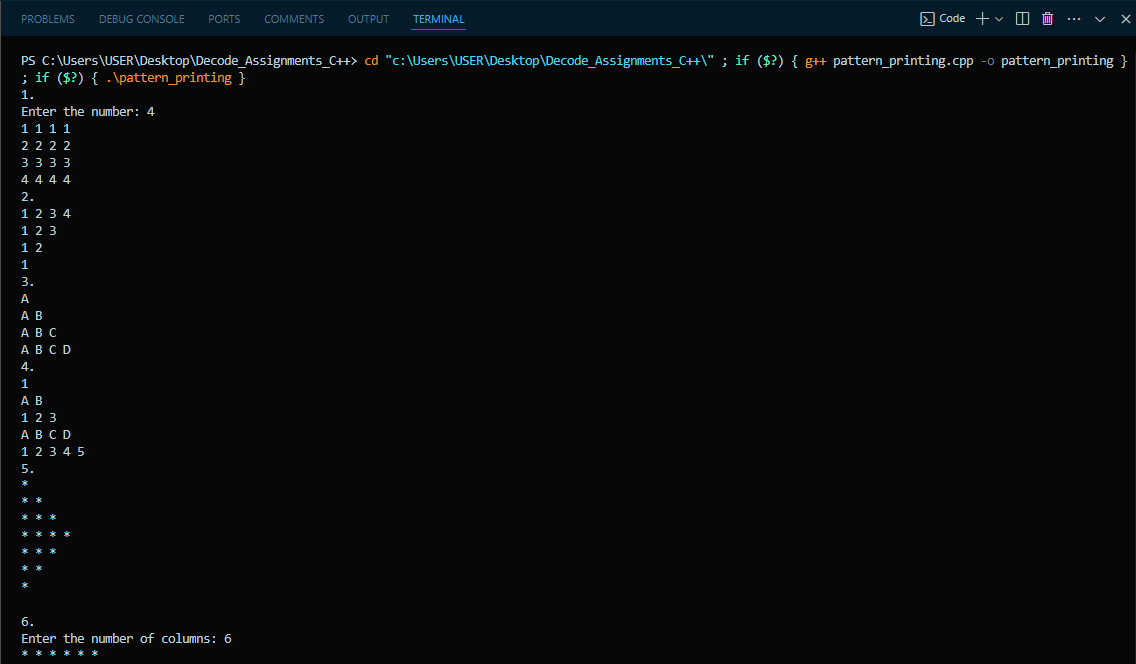 PROBLEMS DEBUG CONSOLE PORTS COMMENTS OUTPUT TERMINAL Code
PS C:\Users\USER\Desktop\Decode_Assignments_C++> cd "c:\Users\USER\Desktop\Decode_Assignments_C++\" ; if ($?) { g++ pattern_printing.cpp -o pattern_printing }
; if ($?) { .\pattern_printing }
1.
Enter the number: 4
1 1 1 1
2 2 2 2
3 3 3 3
4 4 4 4
2.
1 2 3 4
1 2 3
1 2
1
3.
A
A B
A B C
A B C D
4.
1
A B
1 2 3
A B C D
1 2 3 4 5
5.
*
* *
* * *
* * * *
* * *
* *
*
6.
Enter the number of columns: 6
* * * * * *